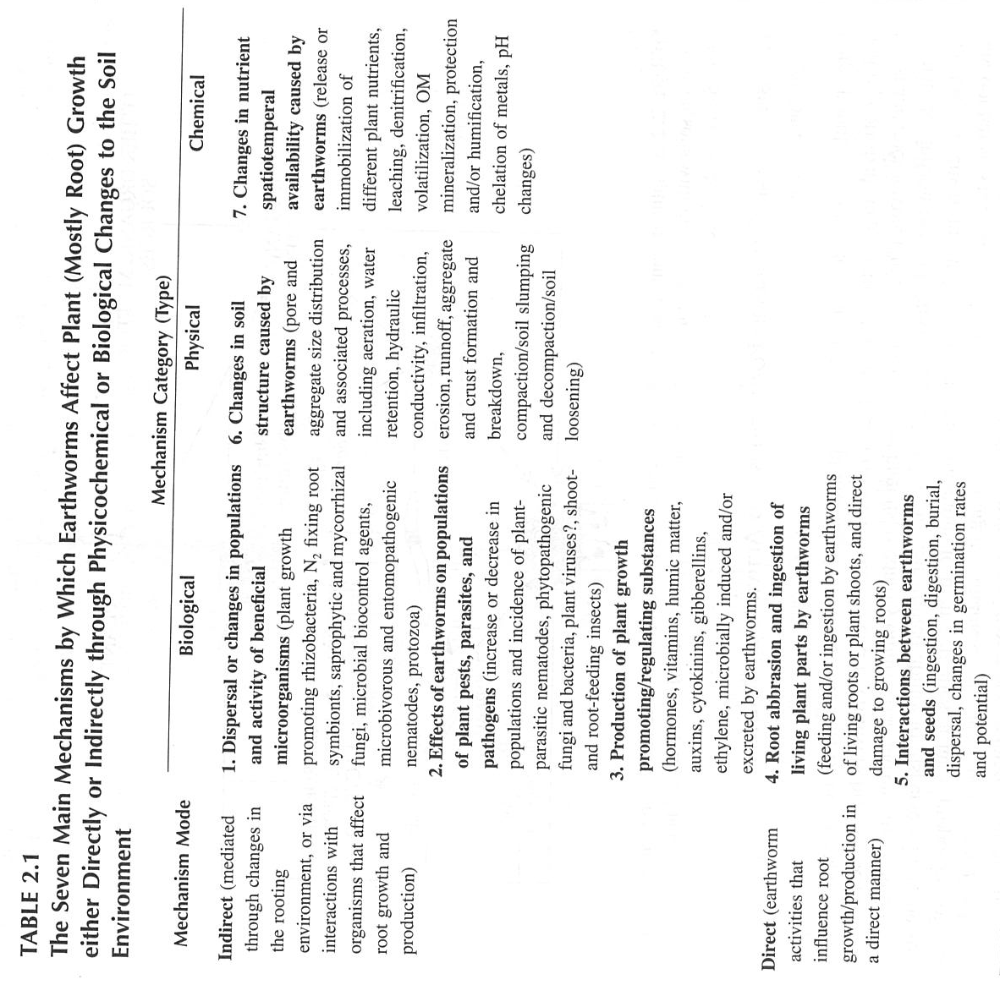 TABLE 2.1
The Seven Main Mechanisms by Which Earthworms Affect Plant (Mostly Root) Growth
either Directly or Indirectly through Physicochemical or Biological Changes to the Soil
Environment
Mechanism Category (Type)
Mechanism Mode
Biological
Physical
Chemical
Indirect (mediated
through changes in
the rooting
environment, or via
interactions with
organisms that affect
root growth and
production)
1. Dispersal or changes in populations
and activity of beneficial
microorganisms (plant growth
promoting rhizobacteria, N2 fixing root
symbionts, saprophytic and mycorrhizal
fungi, microbial biocontrol agents,
microbivorous and entomopathogenic
nematodes, protozoa)
2. Effects of earthworms on populations
of plant pests, parasites, and
pathogens (increase or decrease in
populations and incidence of plant-
parasitic nematodes, phytopathogenic
fungi and bacteria, plant viruses?, shoot-
and root-feeding insects)
3. Production of plant growth
promoting/regulating substances
(hormones, vitamins, humic matter,
auxins, cytokinins, gibberellins,
ethylene, microbially induced and/or
excreted by earthworms.
6. Changes in soil
structure caused by
earthworms (pore and
aggregate size distribution
and associated processes,
including aeration, water
retention, hydraulic
conductivity, infiltration,
erosion, runoff, aggregate
and crust formation and
breakdown,
compaction/soil slumping
and decompaction/soil
loosening)
7. Changes in nutrient
spatiotemperal
availability caused by
earthworms (release or
immobilization of
different plant nutrients,
leaching, denitrification,
volatilization, OM
mineralization, protection
and/or humification,
chelation of metals, pH
changes)
Direct (earthworm
activities that
influence root
growth/production in
a direct manner)
4. Root abbrasion and ingestion of
living plant parts by earthworms
(feeding and/or ingestion by earthworms
of living roots or plant shoots, and direct
damage to growing roots)
5. Interactions between earthworms
and seeds (ingestion, digestion, burial,
dispersal, changes in germination rates
and potential)